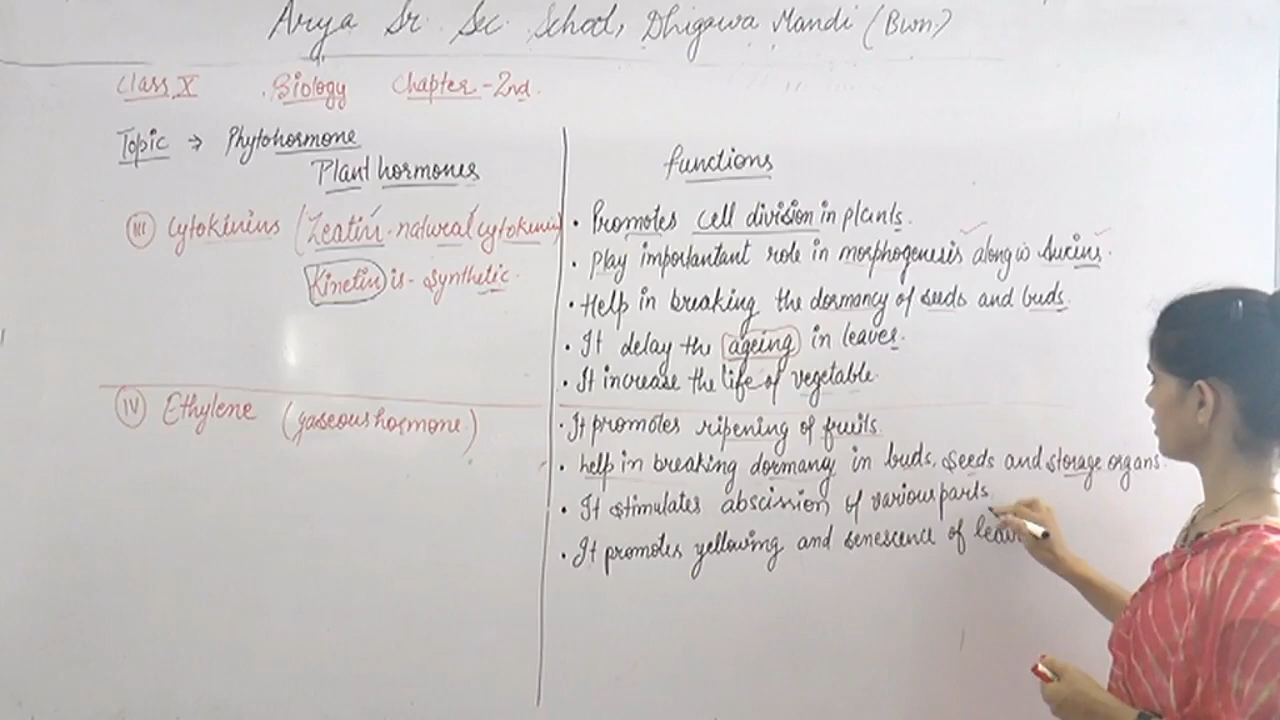 Arya Sr. Sec. School, Dhigawa Mandi (Bwn)
Class X Biology Chapter-2nd.
Topic → Phytohormone
Plant hormones
functions
(iii) Cytokinins (Zeatin-natural cytokinin)
Kinetin is - Synthetic.
• Promotes cell division in plants.
• play importantant role in morphogenesis along w Auxins.
• Help in breaking the dormancy of seeds and buds.
• It delay the ageing in leaves.
• It increase the life of vegetable.
(iv) Ethylene (gaseous hormone)
• It promotes ripening of fruits.
• help in breaking dormancy in buds, seeds and storage organs.
• It stimulates abscission of various parts.
• It promotes yellowing and senescence of